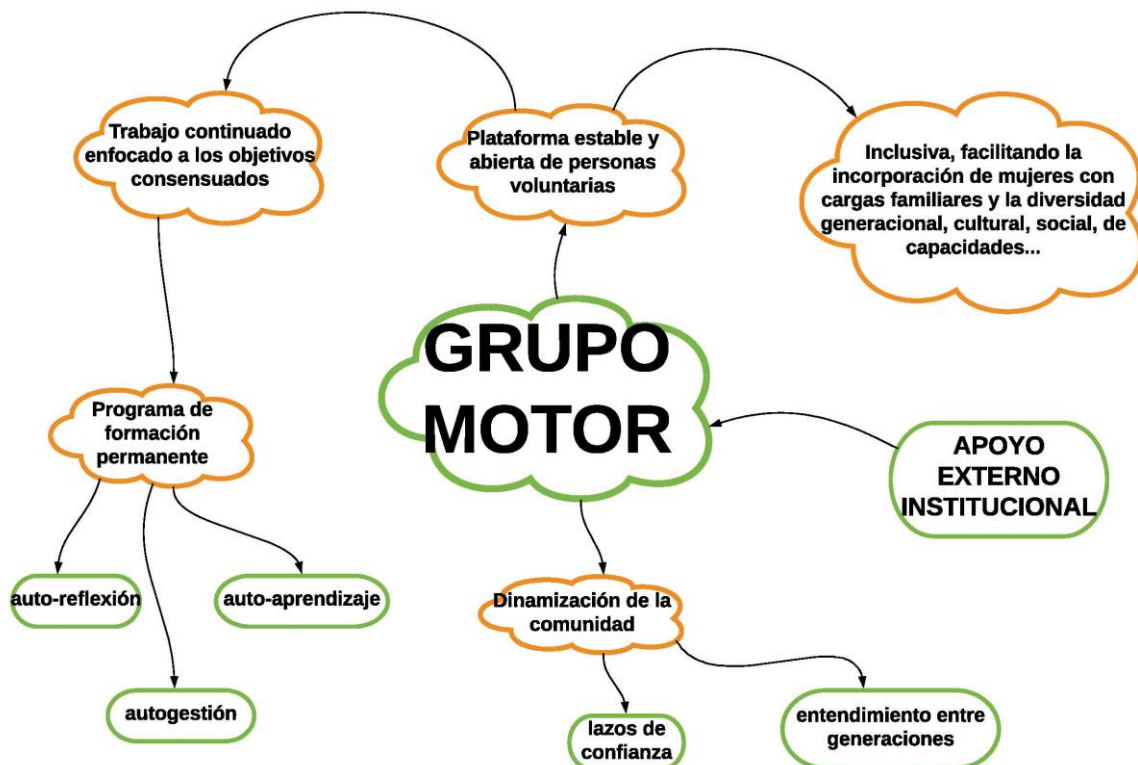 Trabajo continuado
enfocado a los objetivos
consensuados
Plataforma estable y
abierta de personas
voluntarias
Inclusiva, facilitando la
incorporación de mujeres con
cargas familiares y la diversidad
generacional, cultural, social, de
capacidades...
GRUPO
MOTOR
Programa de
formación
permanente
APOYO
EXTERNO
INSTITUCIONAL
auto-reflexión
auto-aprendizaje
autogestión
Dinamización de la
comunidad
lazos de
confianza
entendimiento entre
generaciones